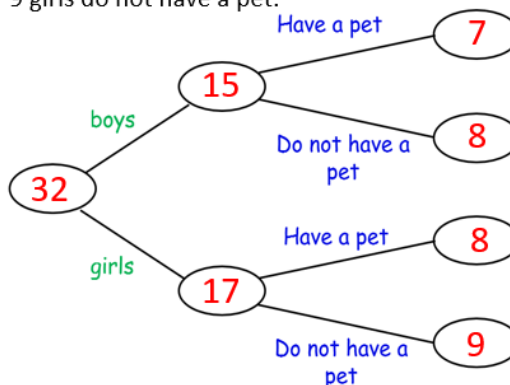 9 girls do not have a pet.
Have a pet
7
15
boys
Do not have a
pet
8
32
Have a pet
8
girls
17
Do not have a
pet
9